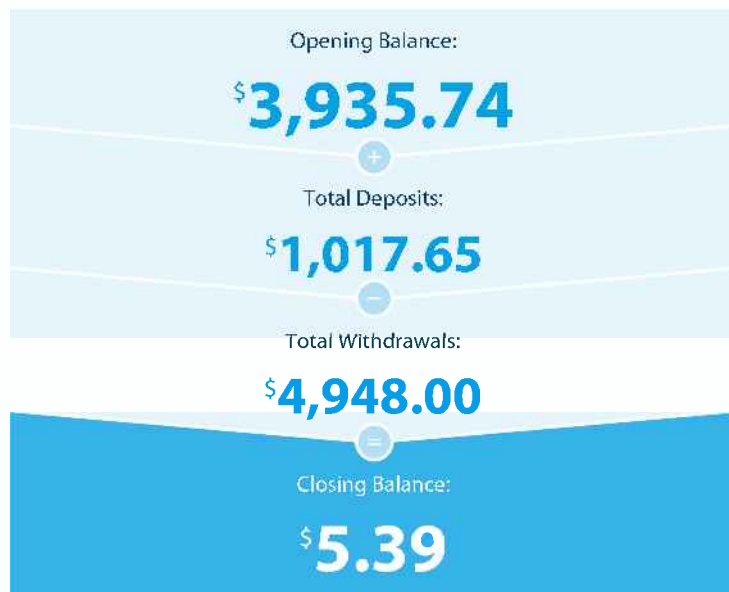 Opening Balance:
$3,935.74
+
Total Deposits:
$1,017.65
−
Total Withdrawals:
$4,948.00
=
Closing Balance:
$5.39